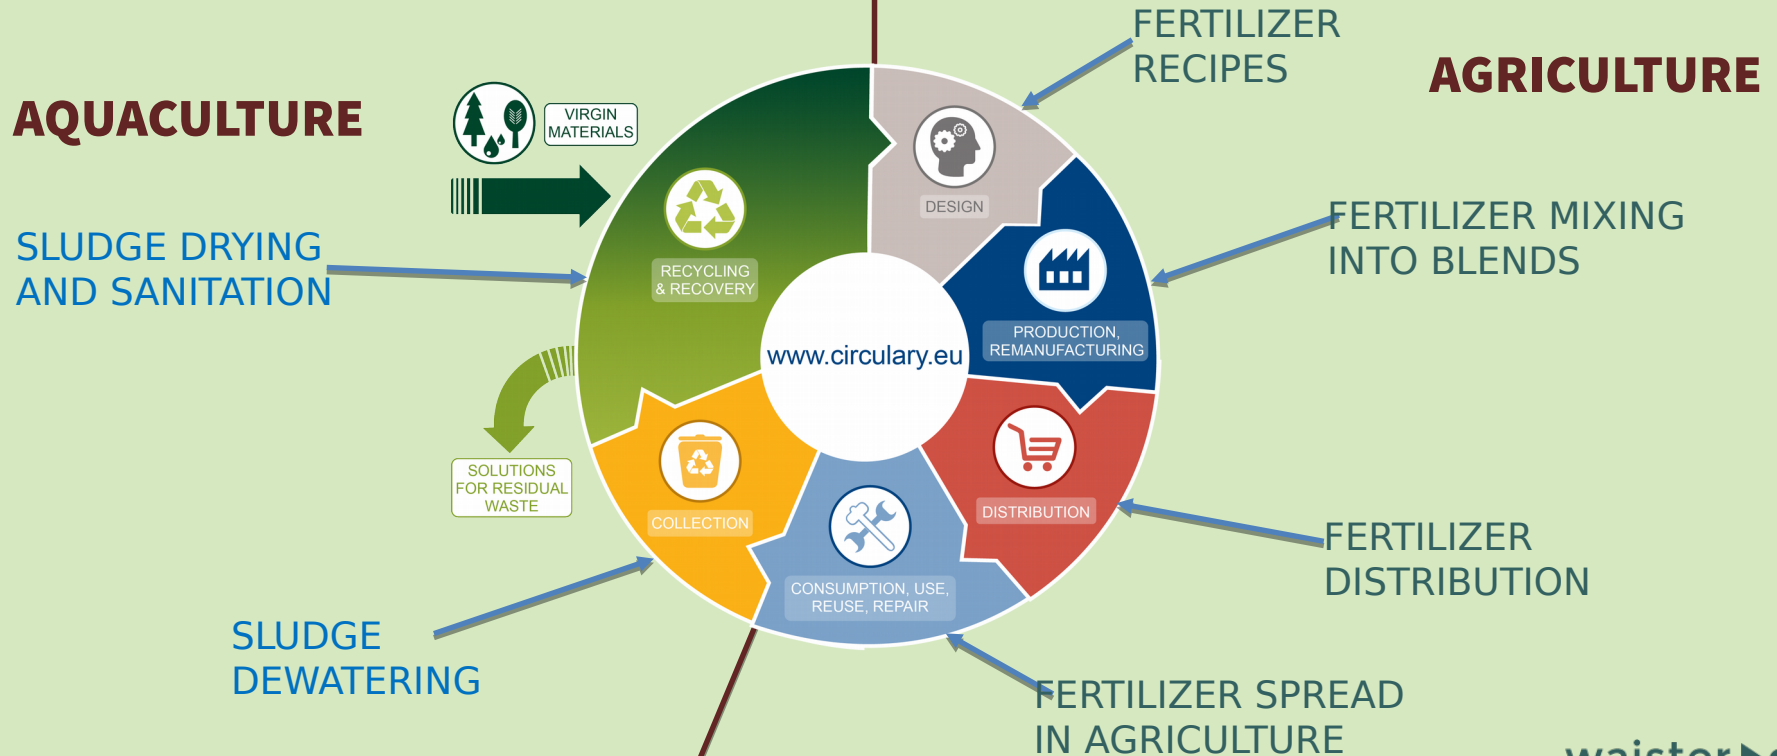 FERTILIZER
RECIPES
AGRICULTURE
AQUACULTURE
VIRGIN
MATERIALS
DESIGN
FERTILIZER MIXING
INTO BLENDS
SLUDGE DRYING
AND SANITATION
RECYCLING
& RECOVERY
PRODUCTION,
REMANUFACTURING
www.circulary.eu
SOLUTIONS
FOR RESIDUAL
WASTE
COLLECTION
DISTRIBUTION
FERTILIZER
DISTRIBUTION
CONSUMPTION, USE,
REUSE, REPAIR
SLUDGE
DEWATERING
FERTILIZER SPREAD
IN AGRICULTURE